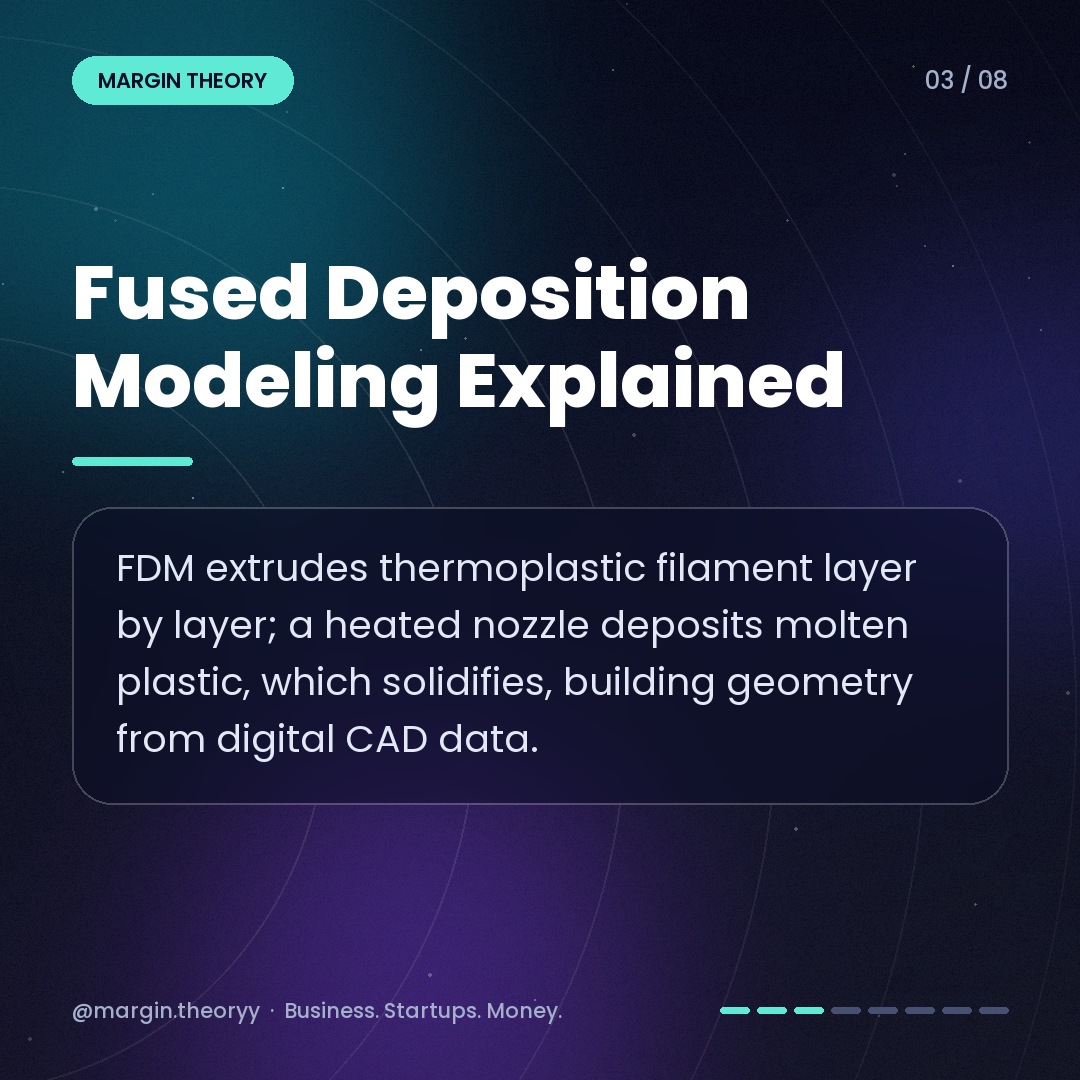 MARGIN THEORY
03 / 08
Fused Deposition
Modeling Explained
FDM extrudes thermoplastic filament layer
by layer; a heated nozzle deposits molten
plastic, which solidifies, building geometry
from digital CAD data.
@margin.theoryy · Business. Startups. Money.